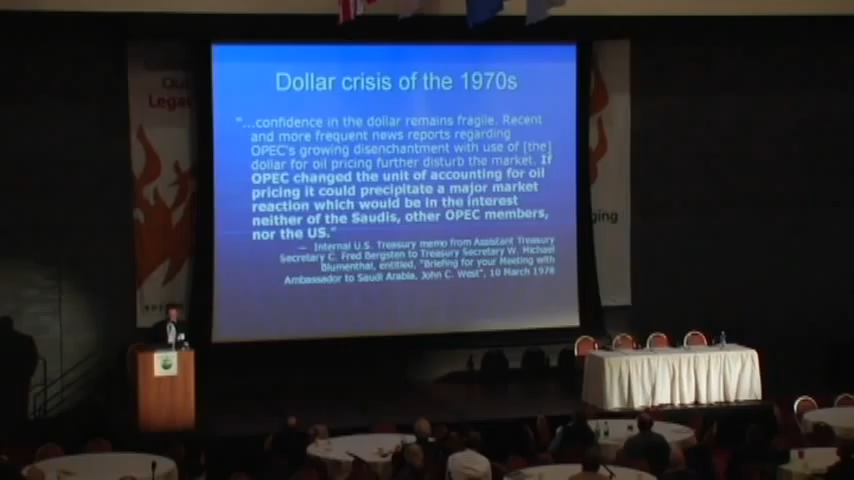 Dollar crisis of the 1970s
"...confidence in the dollar remains fragile. Recent
and more frequent news reports regarding
OPEC's growing disenchantment with use of [the]
dollar for oil pricing further disturb the market. If
OPEC changed the unit of accounting for oil
pricing it could precipitate a major market
reaction which would be in the interest
neither of the Saudis, other OPEC members,
nor the US."
— Internal U.S. Treasury memo from Assistant Treasury
Secretary C. Fred Bergsten to Treasury Secretary W. Michael
Blumenthal, entitled, "Briefing for your Meeting with
Ambassador to Saudi Arabia, John C. West", 10 March 1978